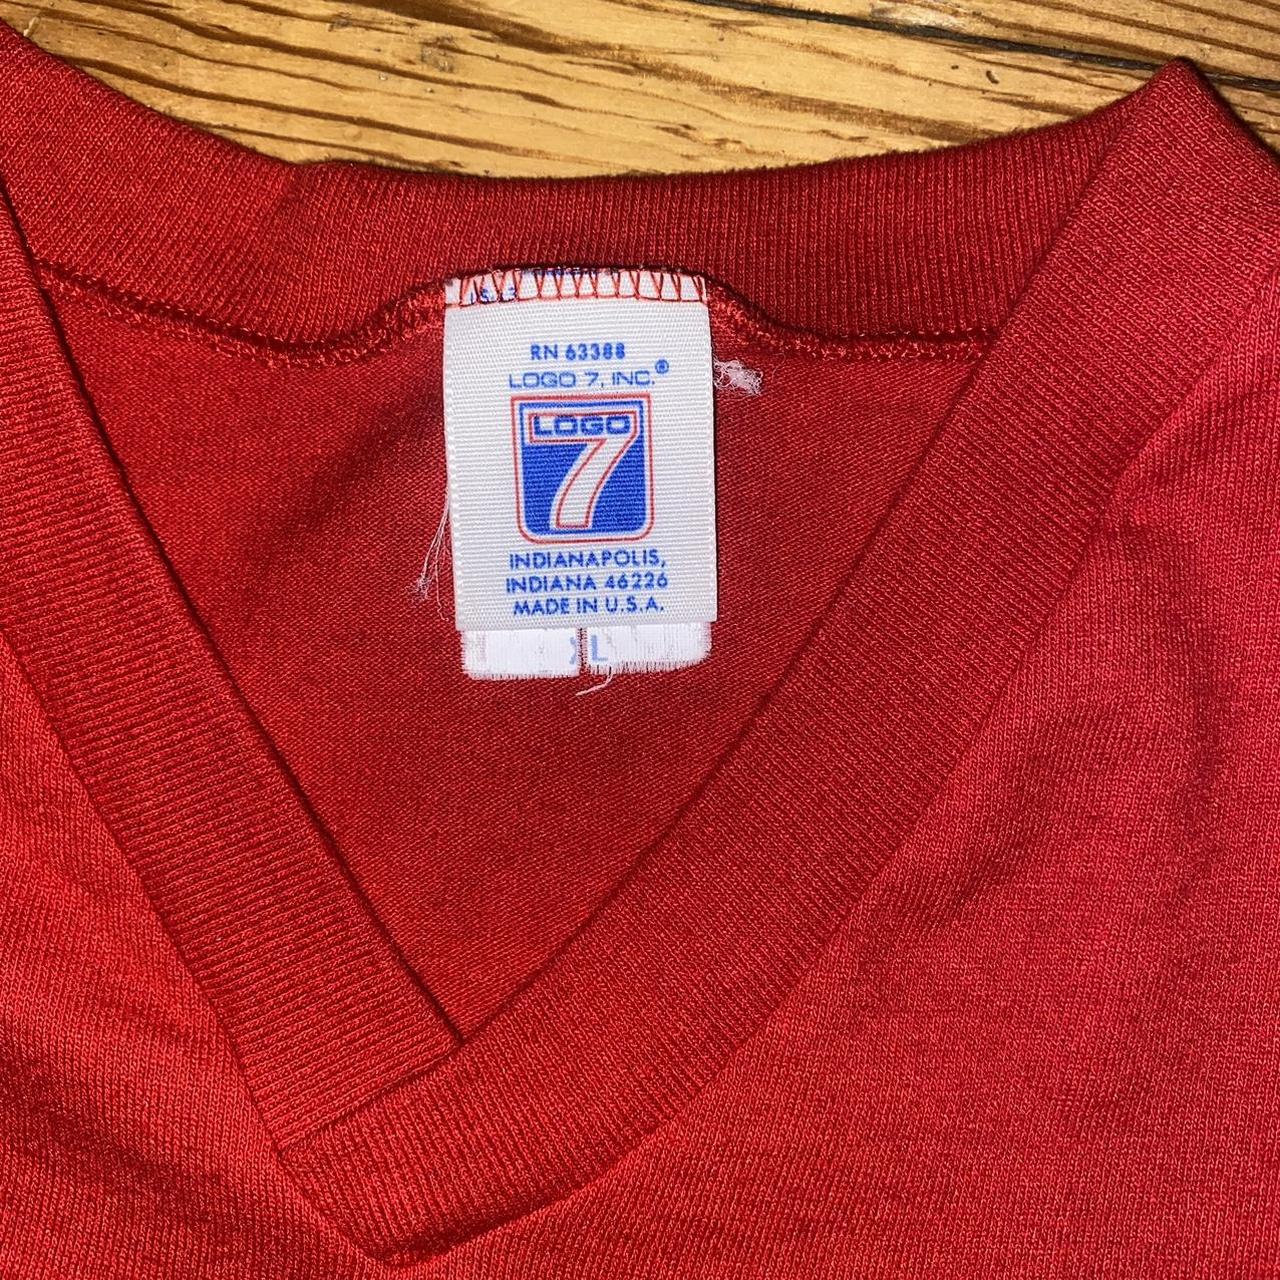 RN 63388
LOGO 7, INC.®
LOGO
7
INDIANAPOLIS,
INDIANA 46226
MADE IN U.S.A.
XL